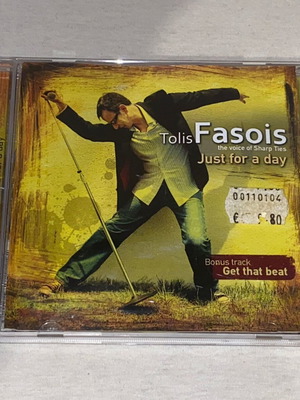 Tolis Fasois
the voice of Sharp Ties
Just for a day
00110104
Bonus track
Get that beat